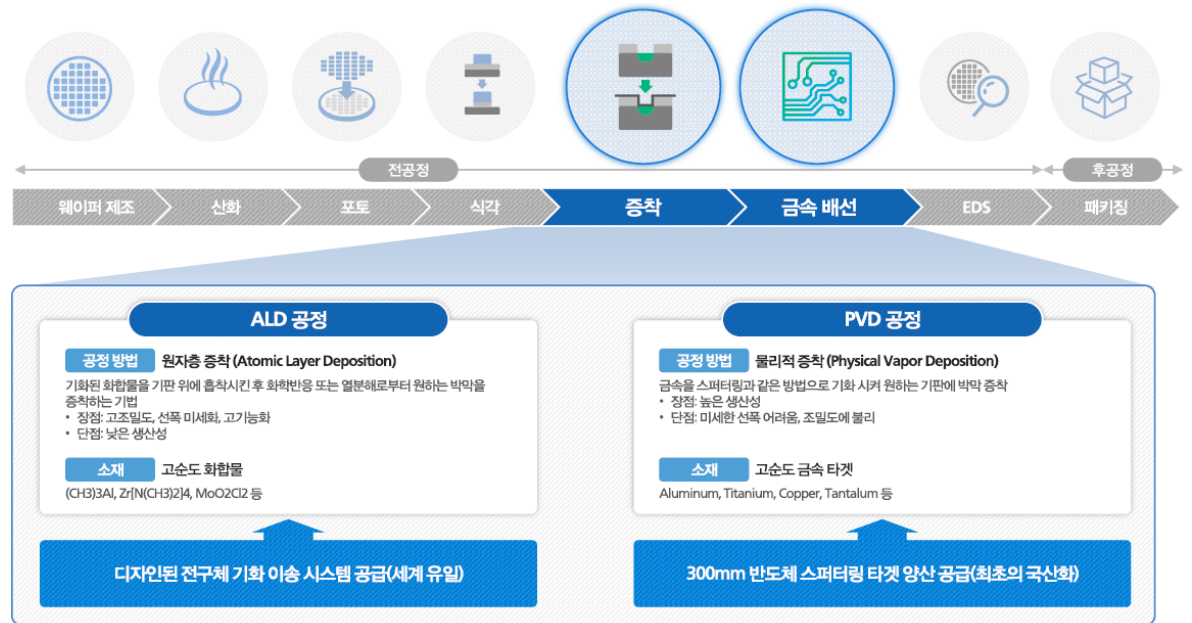 전공정
후공정
웨이퍼 제조
산화
포토
식각
증착
금속 배선
EDS
패키징
ALD 공정
공정 방법 원자층 증착 (Atomic Layer Deposition)
기화된 화합물을 기판 위에 흡착시킨 후 화학반응 또는 열분해로부터 원하는 박막을
증착하는 기법
• 장점: 고조밀도, 선폭 미세화, 고기능화
• 단점: 낮은 생산성
소재 고순도 화합물
(CH3)3Al, Zr[N(CH3)2]4, MoO2Cl2 등
디자인된 전구체 기화 이송 시스템 공급(세계 유일)
PVD 공정
공정 방법 물리적 증착 (Physical Vapor Deposition)
금속을 스퍼터링과 같은 방법으로 기화 시켜 원하는 기판에 박막 증착
• 장점: 높은 생산성
• 단점: 미세한 선폭 어려움, 조밀도에 불리
소재 고순도 금속 타겟
Aluminum, Titanium, Copper, Tantalum 등
300mm 반도체 스퍼터링 타겟 양산 공급(최초의 국산화)